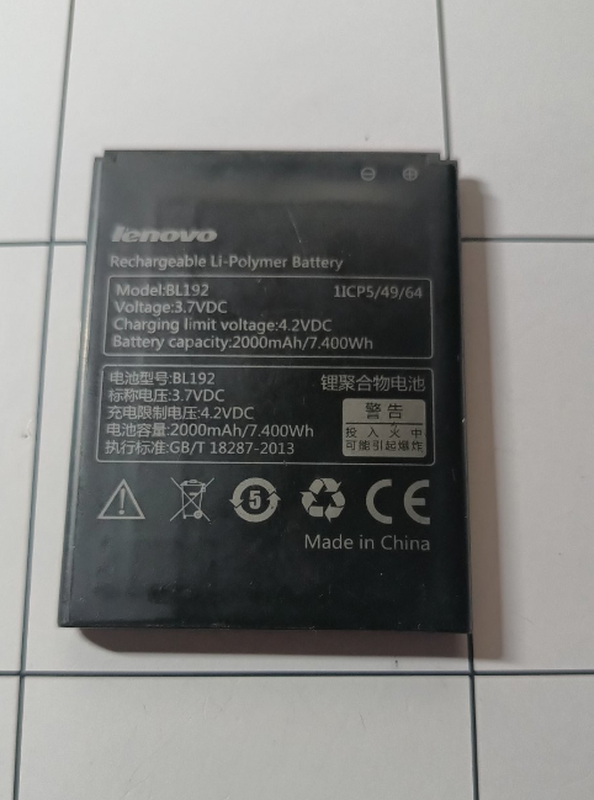 lenovo
Rechargeable Li-Polymer Battery
Model:BL192 1ICP5/49/64
Voltage:3.7VDC
Charging limit voltage:4.2VDC
Battery capacity:2000mAh/7.400Wh
电池型号:BL192 锂聚合物电池
标称电压:3.7VDC
充电限制电压:4.2VDC
电池容量:2000mAh/7.400Wh
执行标准:GB/T 18287-2013
警告
投入火中
可能引起爆炸
5
CE
Made in China